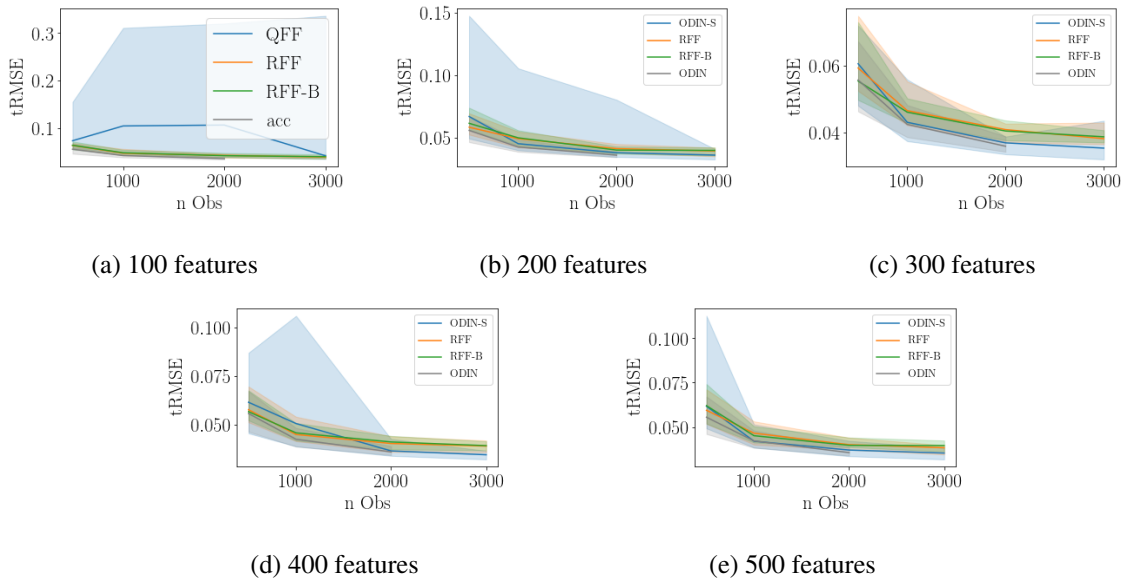 tRMSE
0.3
0.2
0.1
QFF
RFF
RFF-B
acc
1000
2000
3000
n Obs
(a) 100 features
tRMSE
0.15
0.10
0.05
ODIN-S
RFF
RFF-B
ODIN
1000
2000
3000
n Obs
(b) 200 features
tRMSE
0.06
0.04
ODIN-S
RFF
RFF-B
ODIN
1000
2000
3000
n Obs
(c) 300 features
tRMSE
0.100
0.075
0.050
ODIN-S
RFF
RFF-B
ODIN
1000
2000
3000
n Obs
(d) 400 features
tRMSE
0.100
0.075
0.050
ODIN-S
RFF
RFF-B
ODIN
1000
2000
3000
n Obs
(e) 500 features